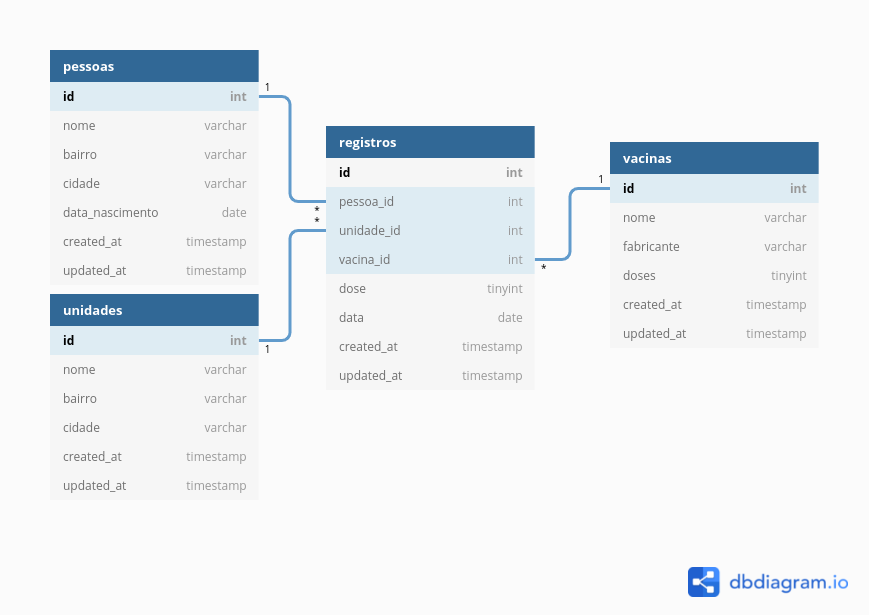 pessoas
id int
nome varchar
bairro varchar
cidade varchar
data_nascimento date
created_at timestamp
updated_at timestamp
1
*
registros
id int
pessoa_id int
unidade_id int
vacina_id int
dose tinyint
data date
created_at timestamp
updated_at timestamp
*
1
vacinas
id int
nome varchar
fabricante varchar
doses tinyint
created_at timestamp
updated_at timestamp
unidades
id int
nome varchar
bairro varchar
cidade varchar
created_at timestamp
updated_at timestamp
1
*
dbdiagram.io